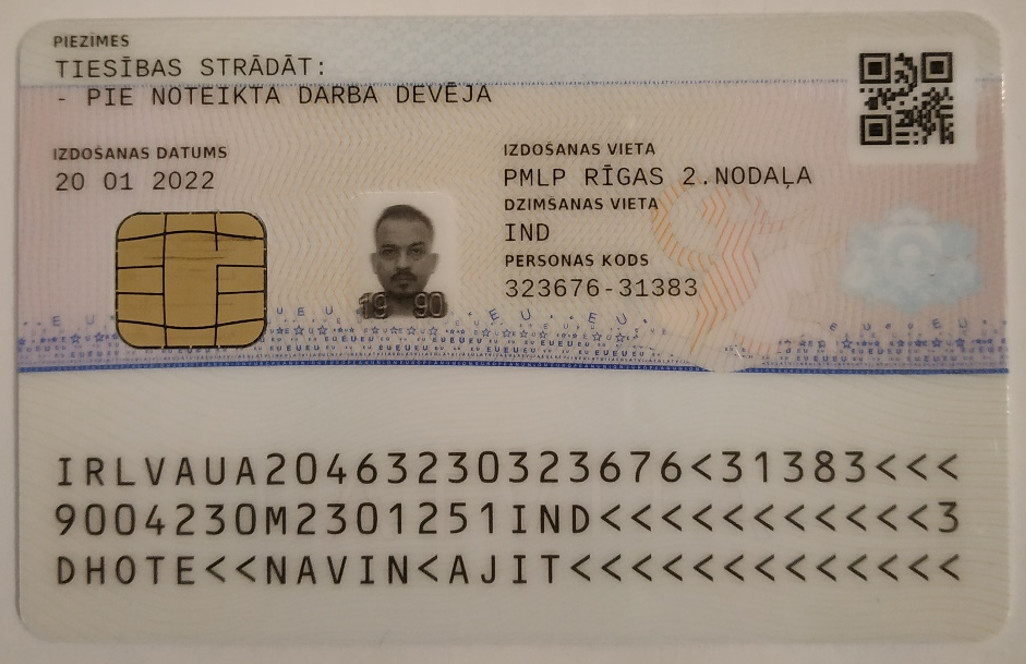 PIEZĪMES
TIESĪBAS STRĀDĀT:
- PIE NOTEIKTA DARBA DEVĒJA
IZDOŠANAS DATUMS
20 01 2022
IZDOŠANAS VIETA
PMLP RĪGAS 2.NODAĻA
DZIMŠANAS VIETA
IND
PERSONAS KODS
323676-31383
19 90
IRLVAUA20463230323676<31383<<<
9004230M2301251IND<<<<<<<<<<<3
DHOTE<<NAVIN<AJIT<<<<<<<<<<<<<